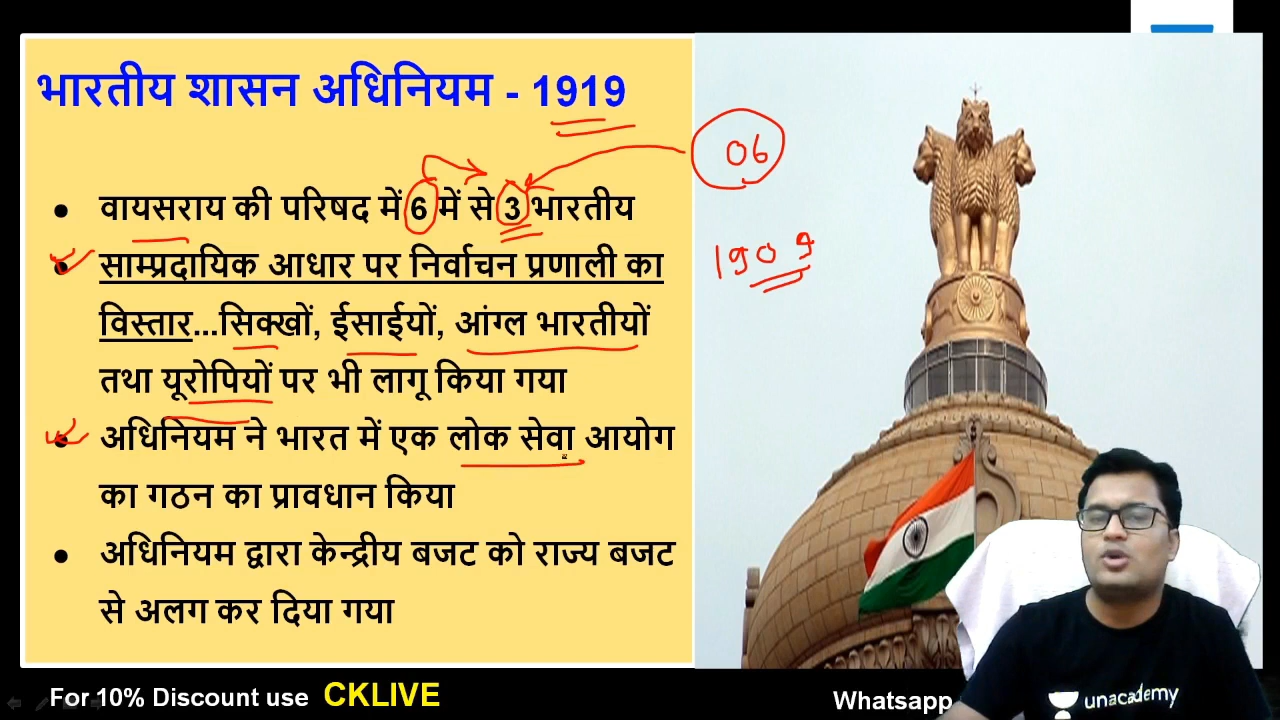 भारतीय शासन अधिनियम - 1919
06
• वायसराय की परिषद में 6 में से 3 भारतीय
1909
• साम्प्रदायिक आधार पर निर्वाचन प्रणाली का
विस्तार...सिक्खों, ईसाईयों, आंग्ल भारतीयों
तथा यूरोपियों पर भी लागू किया गया
• अधिनियम ने भारत में एक लोक सेवा आयोग
का गठन का प्रावधान किया
• अधिनियम द्वारा केन्द्रीय बजट को राज्य बजट
से अलग कर दिया गया
For 10% Discount use CKLIVE
Whatsapp
unacademy